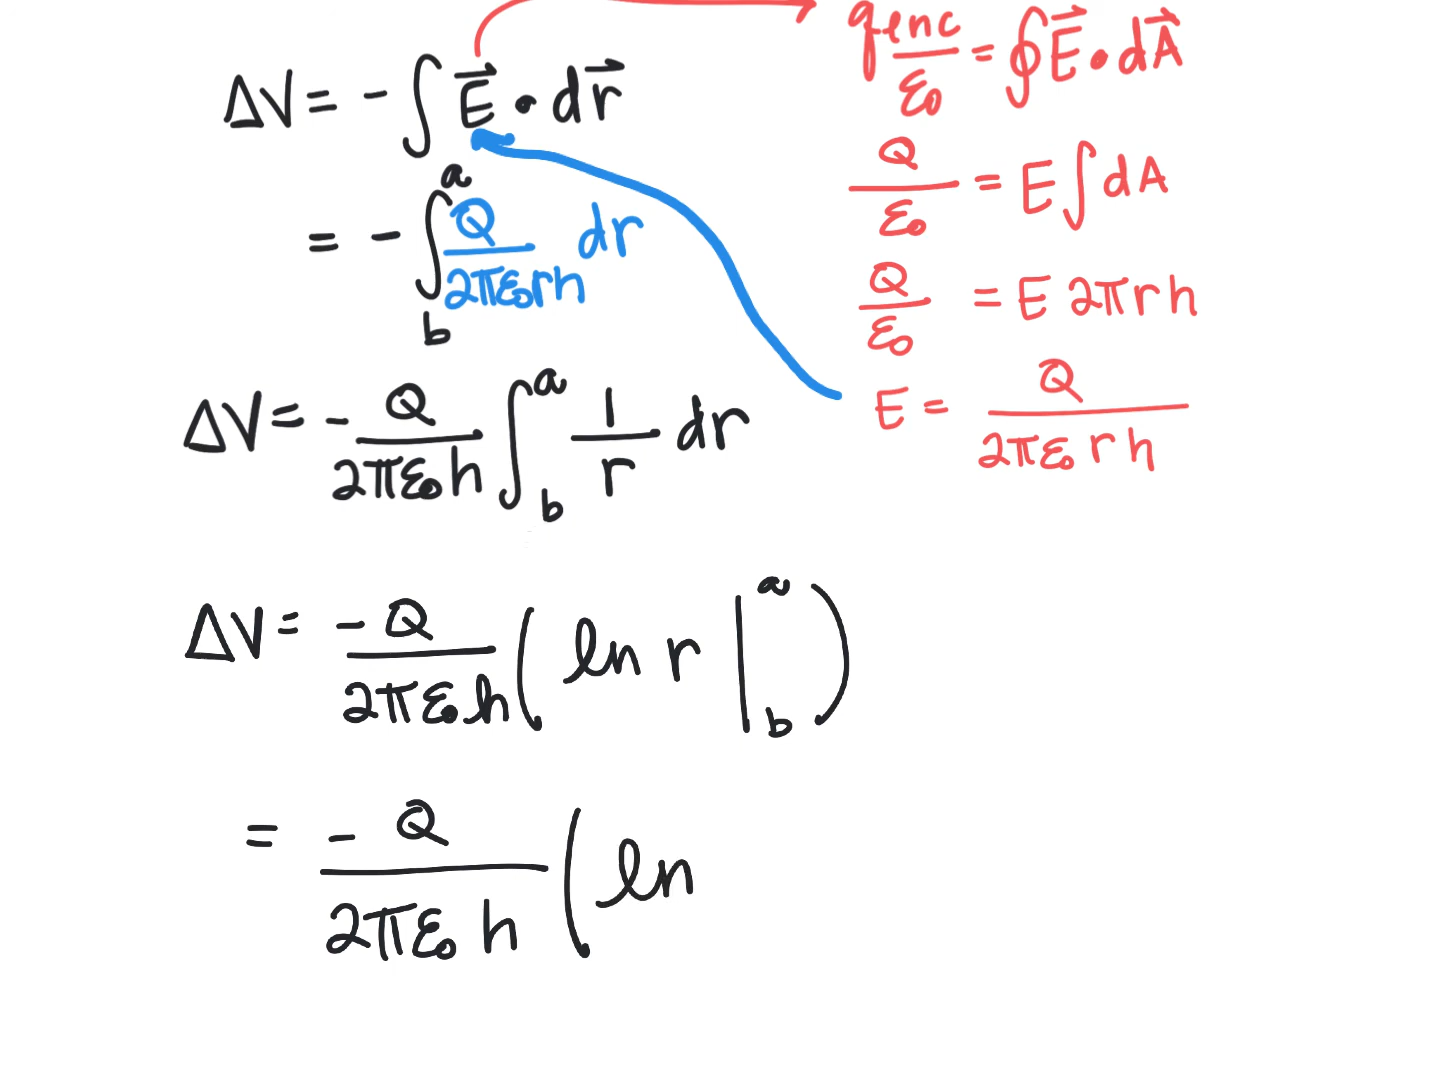 ΔV = - ∫ E⃗ • dr⃗
= - ∫_b^a Q/(2πε₀rh) dr
ΔV = - Q/(2πε₀h) ∫_b^a 1/r dr
ΔV = -Q/(2πε₀h) ( ln r |_b^a )
= -Q/(2πε₀h) ( ln
q_enc/ε₀ = ∮ E⃗ • dA⃗
Q/ε₀ = E ∫ dA
Q/ε₀ = E 2πrh
E = Q/(2πε₀rh)